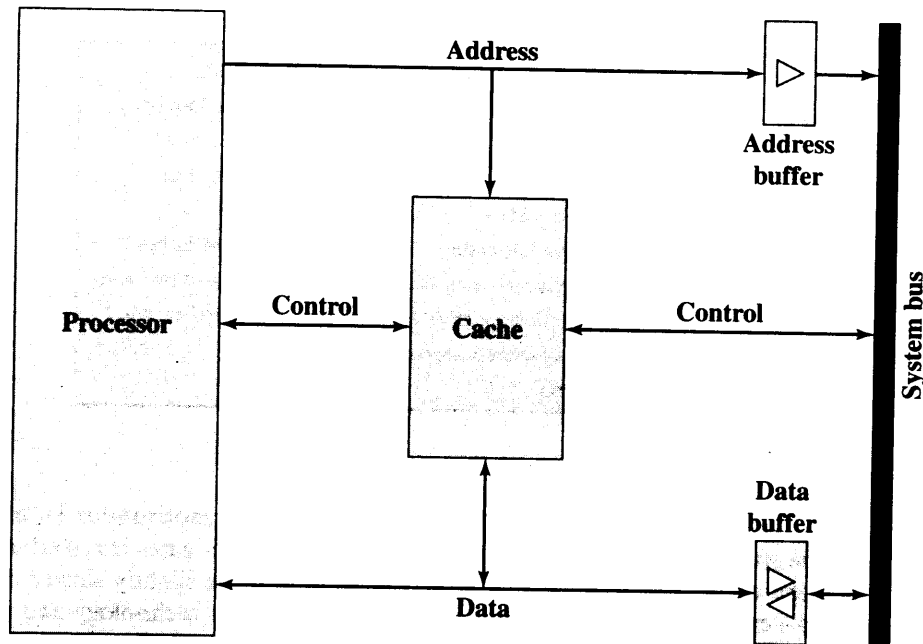 Address
Address
buffer
Processor
Control
Cache
Control
System bus
Data
buffer
Data